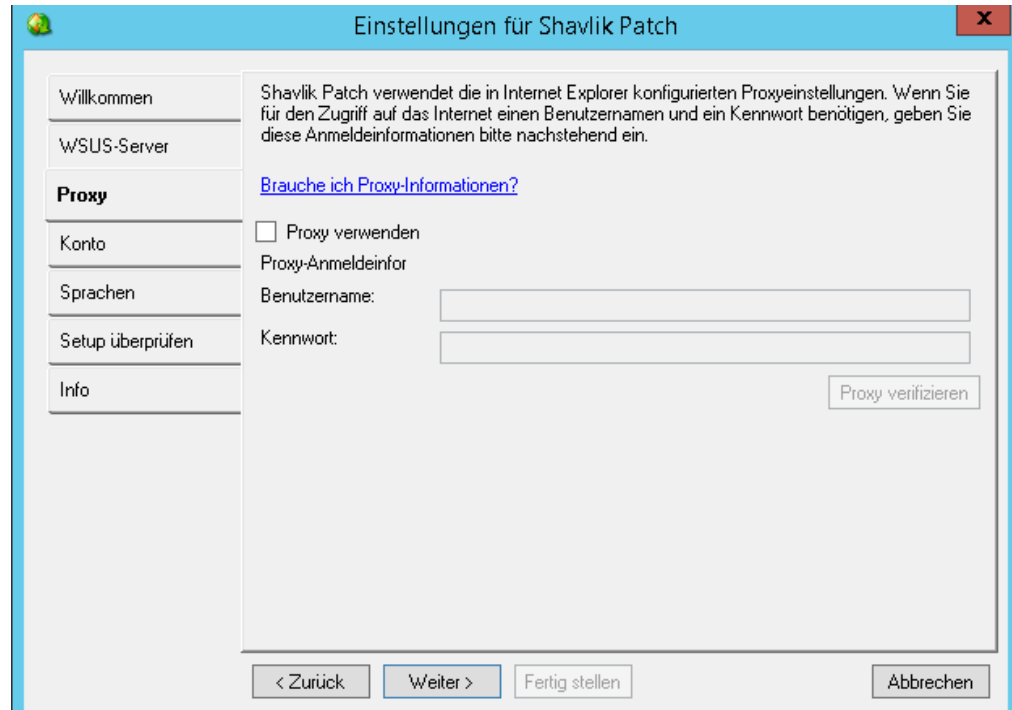 Einstellungen für Shavlik Patch
x
Willkommen
WSUS-Server
Proxy
Konto
Sprachen
Setup überprüfen
Info
Shavlik Patch verwendet die in Internet Explorer konfigurierten Proxyeinstellungen. Wenn Sie
für den Zugriff auf das Internet einen Benutzernamen und ein Kennwort benötigen, geben Sie
diese Anmeldeinformationen bitte nachstehend ein.
Brauche ich Proxy-Informationen?
Proxy verwenden
Proxy-Anmeldeinfor
Benutzername:
Kennwort:
Proxy verifizieren
< Zurück
Weiter >
Fertig stellen
Abbrechen